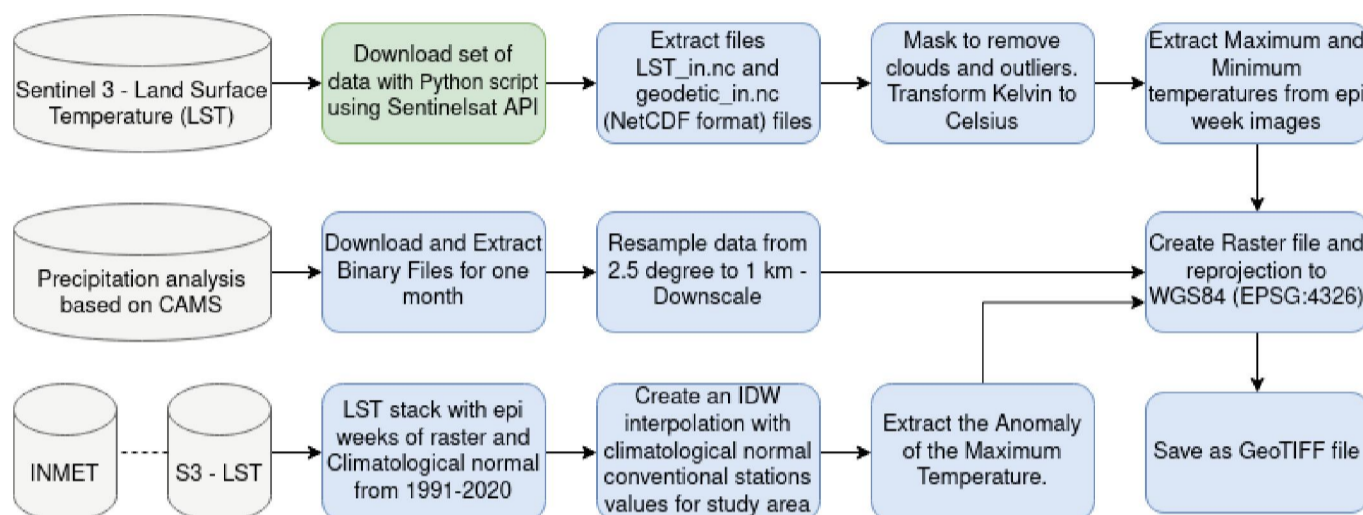 Sentinel 3 - Land Surface
Temperature (LST)
Download set of
data with Python script
using Sentinelsat API
Extract files
LST_in.nc and
geodetic_in.nc
(NetCDF format) files
Mask to remove
clouds and outliers.
Transform Kelvin to
Celsius
Extract Maximum and
Minimum
temperatures from epi
week images
Precipitation analysis
based on CAMS
Download and Extract
Binary Files for one
month
Resample data from
2.5 degree to 1 km -
Downscale
Create Raster file and
reprojection to
WGS84 (EPSG:4326)
INMET
S3 - LST
LST stack with epi
weeks of raster and
Climatological normal
from 1991-2020
Create an IDW
interpolation with
climatological normal
conventional stations
values for study area
Extract the Anomaly
of the Maximum
Temperature.
Save as GeoTIFF file